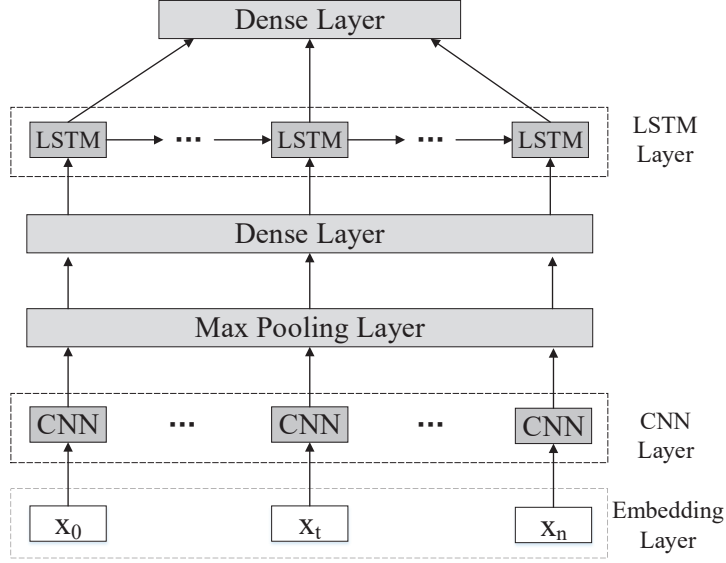 Dense Layer
LSTM ... LSTM ... LSTM
LSTM
Layer
Dense Layer
Max Pooling Layer
CNN ... CNN ... CNN
CNN
Layer
x₀ xₜ xₙ
Embedding
Layer